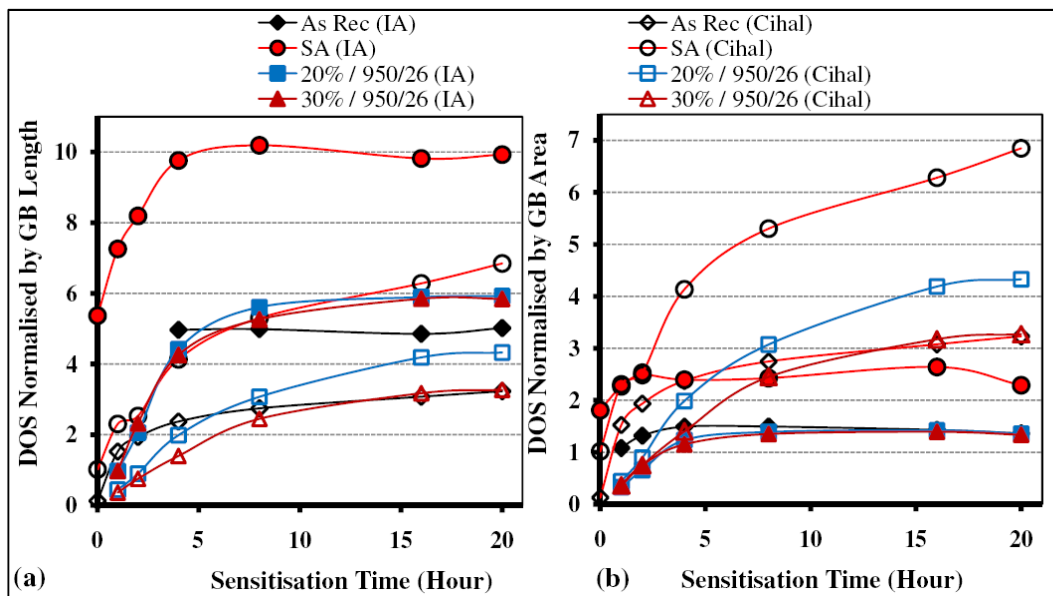 As Rec (IA)
SA (IA)
20% / 950/26 (IA)
30% / 950/26 (IA)
As Rec (Cihal)
SA (Cihal)
20% / 950/26 (Cihal)
30% / 950/26 (Cihal)
DOS Normalised by GB Length
10
8
6
4
2
0
0
5
10
15
20
(a)
Sensitisation Time (Hour)
DOS Normalised by GB Area
7
6
5
4
3
2
1
0
0
5
10
15
20
(b)
Sensitisation Time (Hour)